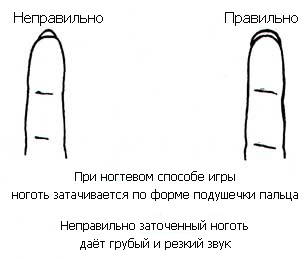 Неправильно Правильно
При ногтевом способе игры
ноготь затачивается по форме подушечки пальца
Неправильно заточенный ноготь
даёт грубый и резкий звук